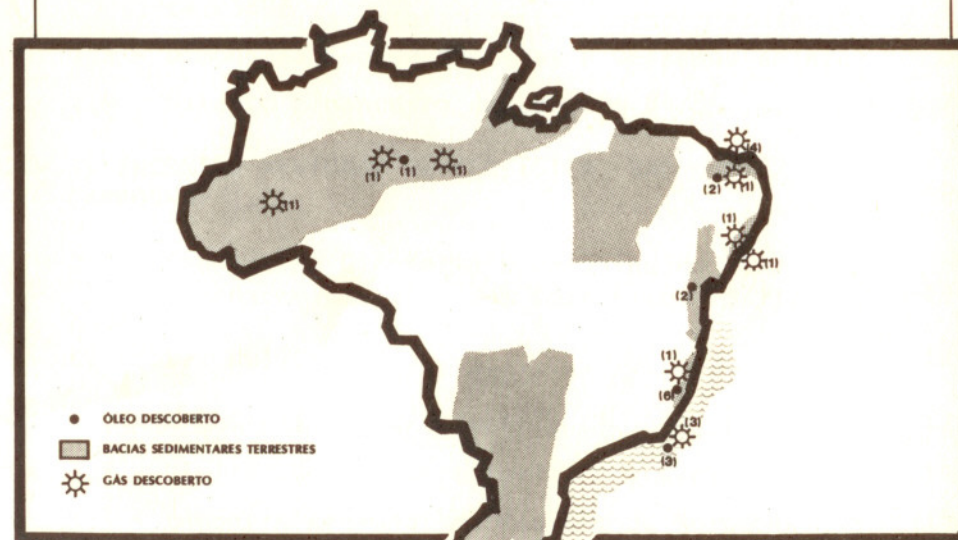 (4)
(1) (1) (1)
(2) (1)
(1)
(1)
(1)
(2)
(1)
(6)
(3)
(3)
ÓLEO DESCOBERTO
BACIAS SEDIMENTARES TERRESTRES
GÁS DESCOBERTO